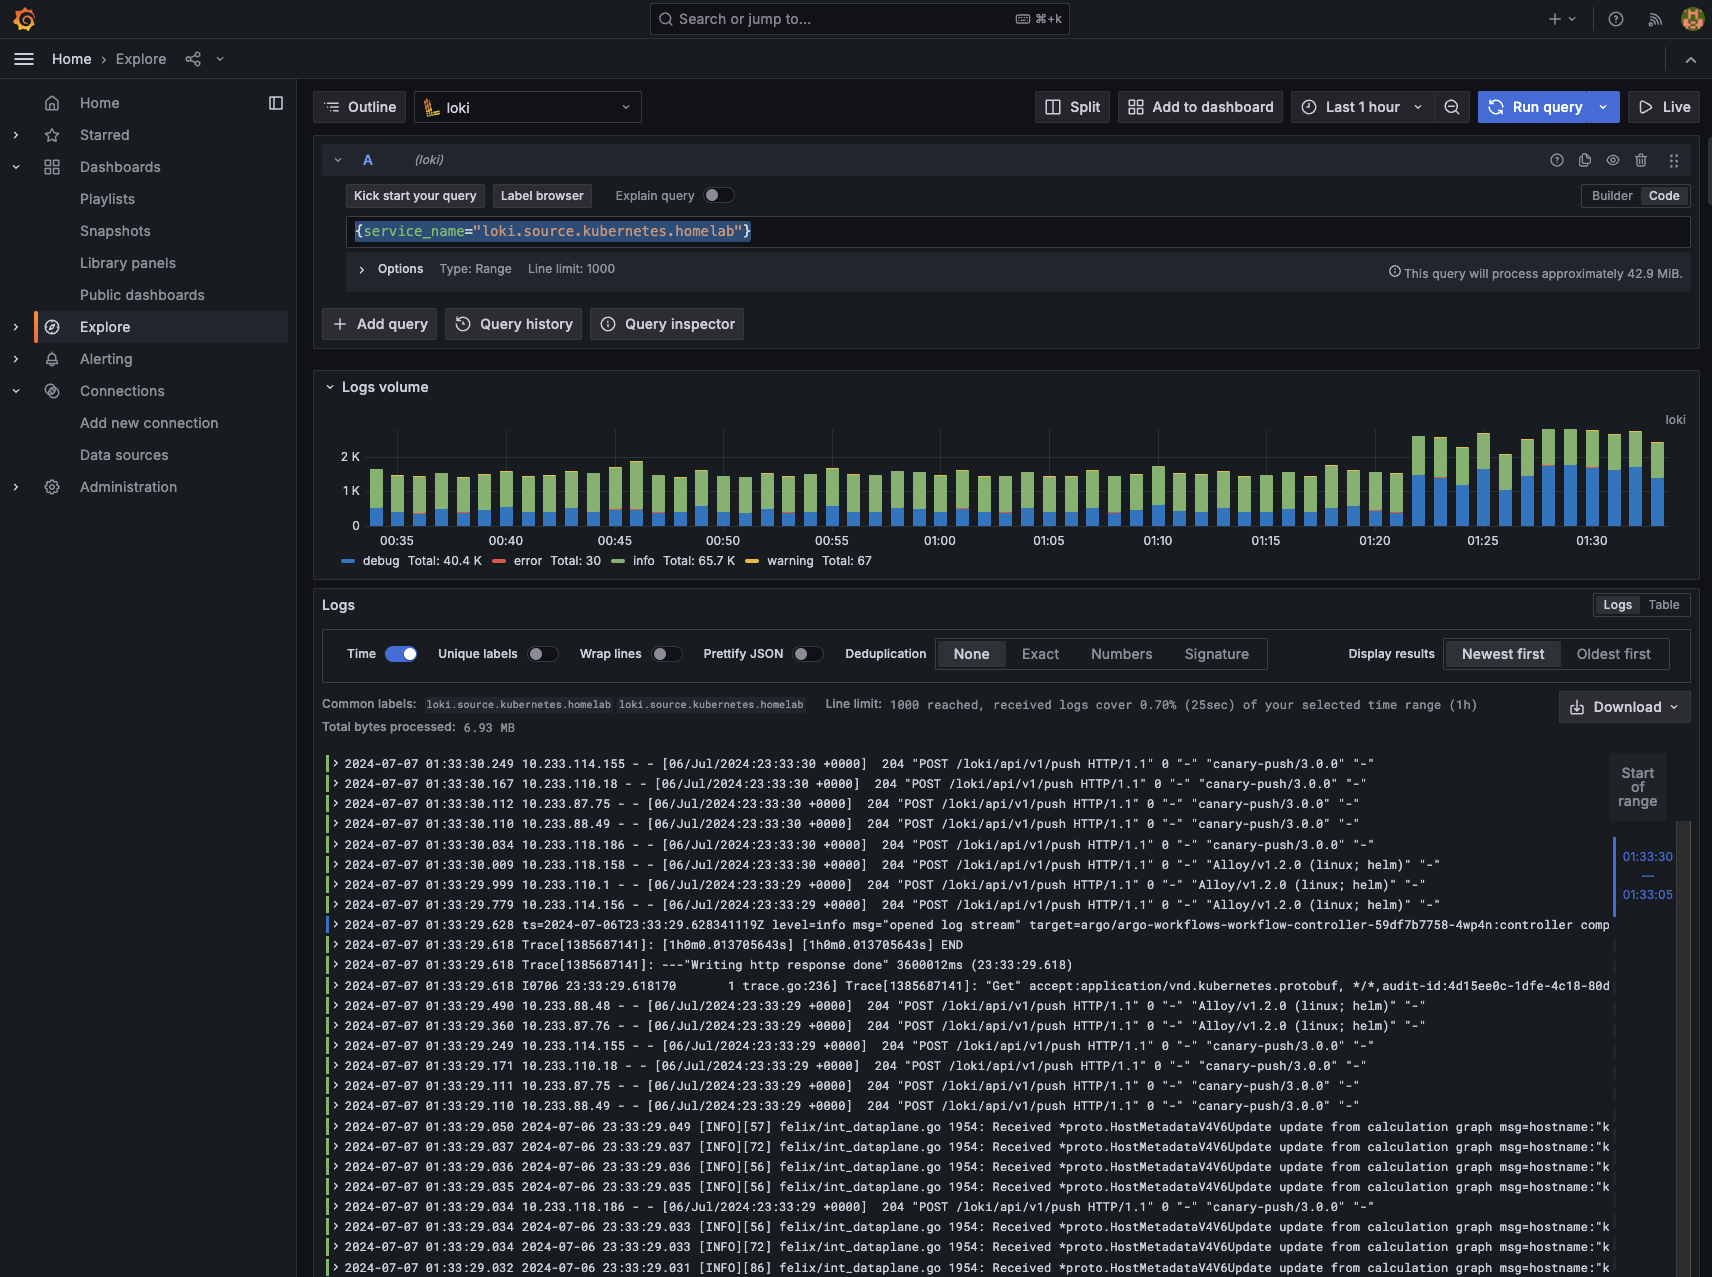 Search or jump to... ⌘+k
Home › Explore
Home
Starred
Dashboards
Playlists
Snapshots
Library panels
Public dashboards
Explore
Alerting
Connections
Add new connection
Data sources
Administration
Outline loki Split Add to dashboard Last 1 hour Run query Live
A (loki)
Kick start your query Label browser Explain query Builder Code
{service_name="loki.source.kubernetes.homelab"}
Options Type: Range Line limit: 1000 This query will process approximately 42.9 MiB.
Add query Query history Query inspector
Logs volume
loki
2 K
1 K
0
00:35 00:40 00:45 00:50 00:55 01:00 01:05 01:10 01:15 01:20 01:25 01:30
debug Total: 40.4 K error Total: 30 info Total: 65.7 K warning Total: 67
Logs Logs Table
Time Unique labels Wrap lines Prettify JSON Deduplication None Exact Numbers Signature Display results Newest first Oldest first
Common labels: loki.source.kubernetes.homelab loki.source.kubernetes.homelab Line limit: 1000 reached, received logs cover 0.70% (25sec) of your selected time range (1h) Download
Total bytes processed: 6.93 MB
2024-07-07 01:33:30.249 10.233.114.155 - - [06/Jul/2024:23:33:30 +0000]  204 "POST /loki/api/v1/push HTTP/1.1" 0 "-" "canary-push/3.0.0" "-"
2024-07-07 01:33:30.167 10.233.110.18 - - [06/Jul/2024:23:33:30 +0000]  204 "POST /loki/api/v1/push HTTP/1.1" 0 "-" "canary-push/3.0.0" "-"
2024-07-07 01:33:30.112 10.233.87.75 - - [06/Jul/2024:23:33:30 +0000]  204 "POST /loki/api/v1/push HTTP/1.1" 0 "-" "canary-push/3.0.0" "-"
2024-07-07 01:33:30.110 10.233.88.49 - - [06/Jul/2024:23:33:30 +0000]  204 "POST /loki/api/v1/push HTTP/1.1" 0 "-" "canary-push/3.0.0" "-"
2024-07-07 01:33:30.034 10.233.118.186 - - [06/Jul/2024:23:33:30 +0000]  204 "POST /loki/api/v1/push HTTP/1.1" 0 "-" "canary-push/3.0.0" "-"
2024-07-07 01:33:30.009 10.233.118.158 - - [06/Jul/2024:23:33:30 +0000]  204 "POST /loki/api/v1/push HTTP/1.1" 0 "-" "Alloy/v1.2.0 (linux; helm)" "-"
2024-07-07 01:33:29.999 10.233.110.1 - - [06/Jul/2024:23:33:29 +0000]  204 "POST /loki/api/v1/push HTTP/1.1" 0 "-" "Alloy/v1.2.0 (linux; helm)" "-"
2024-07-07 01:33:29.779 10.233.114.156 - - [06/Jul/2024:23:33:29 +0000]  204 "POST /loki/api/v1/push HTTP/1.1" 0 "-" "Alloy/v1.2.0 (linux; helm)" "-"
2024-07-07 01:33:29.628 ts=2024-07-06T23:33:29.628341119Z level=info msg="opened log stream" target=argo/argo-workflows-workflow-controller-59df7b7758-4wp4n:controller comp
2024-07-07 01:33:29.618 Trace[1385687141]: [1h0m0.013705643s] [1h0m0.013705643s] END
2024-07-07 01:33:29.618 Trace[1385687141]: ---"Writing http response done" 3600012ms (23:33:29.618)
2024-07-07 01:33:29.618 I0706 23:33:29.618170       1 trace.go:236] Trace[1385687141]: "Get" accept:application/vnd.kubernetes.protobuf, */*,audit-id:4d15ee0c-1dfe-4c18-80d
2024-07-07 01:33:29.490 10.233.88.48 - - [06/Jul/2024:23:33:29 +0000]  204 "POST /loki/api/v1/push HTTP/1.1" 0 "-" "Alloy/v1.2.0 (linux; helm)" "-"
2024-07-07 01:33:29.360 10.233.87.76 - - [06/Jul/2024:23:33:29 +0000]  204 "POST /loki/api/v1/push HTTP/1.1" 0 "-" "Alloy/v1.2.0 (linux; helm)" "-"
2024-07-07 01:33:29.249 10.233.114.155 - - [06/Jul/2024:23:33:29 +0000]  204 "POST /loki/api/v1/push HTTP/1.1" 0 "-" "canary-push/3.0.0" "-"
2024-07-07 01:33:29.171 10.233.110.18 - - [06/Jul/2024:23:33:29 +0000]  204 "POST /loki/api/v1/push HTTP/1.1" 0 "-" "canary-push/3.0.0" "-"
2024-07-07 01:33:29.111 10.233.87.75 - - [06/Jul/2024:23:33:29 +0000]  204 "POST /loki/api/v1/push HTTP/1.1" 0 "-" "canary-push/3.0.0" "-"
2024-07-07 01:33:29.110 10.233.88.49 - - [06/Jul/2024:23:33:29 +0000]  204 "POST /loki/api/v1/push HTTP/1.1" 0 "-" "canary-push/3.0.0" "-"
2024-07-07 01:33:29.050 2024-07-06 23:33:29.049 [INFO][57] felix/int_dataplane.go 1954: Received *proto.HostMetadataV4V6Update update from calculation graph msg=hostname:"k
2024-07-07 01:33:29.037 2024-07-06 23:33:29.037 [INFO][72] felix/int_dataplane.go 1954: Received *proto.HostMetadataV4V6Update update from calculation graph msg=hostname:"k
2024-07-07 01:33:29.036 2024-07-06 23:33:29.036 [INFO][56] felix/int_dataplane.go 1954: Received *proto.HostMetadataV4V6Update update from calculation graph msg=hostname:"k
2024-07-07 01:33:29.035 2024-07-06 23:33:29.035 [INFO][56] felix/int_dataplane.go 1954: Received *proto.HostMetadataV4V6Update update from calculation graph msg=hostname:"k
2024-07-07 01:33:29.034 10.233.118.186 - - [06/Jul/2024:23:33:29 +0000]  204 "POST /loki/api/v1/push HTTP/1.1" 0 "-" "canary-push/3.0.0" "-"
2024-07-07 01:33:29.034 2024-07-06 23:33:29.033 [INFO][56] felix/int_dataplane.go 1954: Received *proto.HostMetadataV4V6Update update from calculation graph msg=hostname:"k
2024-07-07 01:33:29.034 2024-07-06 23:33:29.033 [INFO][72] felix/int_dataplane.go 1954: Received *proto.HostMetadataV4V6Update update from calculation graph msg=hostname:"k
2024-07-07 01:33:29.032 2024-07-06 23:33:29.031 [INFO][86] felix/int_dataplane.go 1954: Received *proto.HostMetadataV4V6Update update from calculation graph msg=hostname:"k
Start
of
range
01:33:30
—
01:33:05